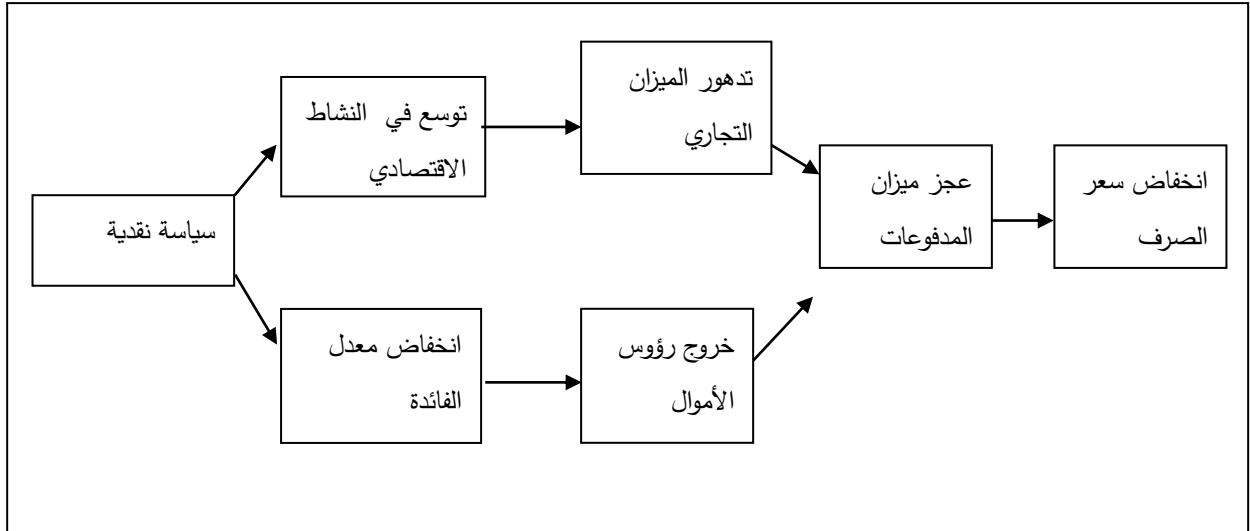 سياسة نقدية
توسع في النشاط
الاقتصادي
تدهور الميزان
التجاري
انخفاض معدل
الفائدة
خروج رؤوس
الأموال
عجز ميزان
المدفوعات
انخفاض سعر
الصرف